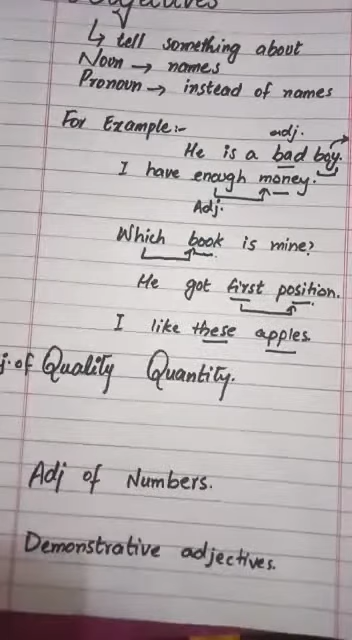 Adjectives
↳ tell something about
Noun → names
Pronoun → instead of names
For Example:-
adj.
He is a bad boy.
I have enough money.
Adj.
Which book is mine?
He got first position.
I like these apples.
j. of Quality Quantity.
Adj of Numbers.
Demonstrative adjectives.